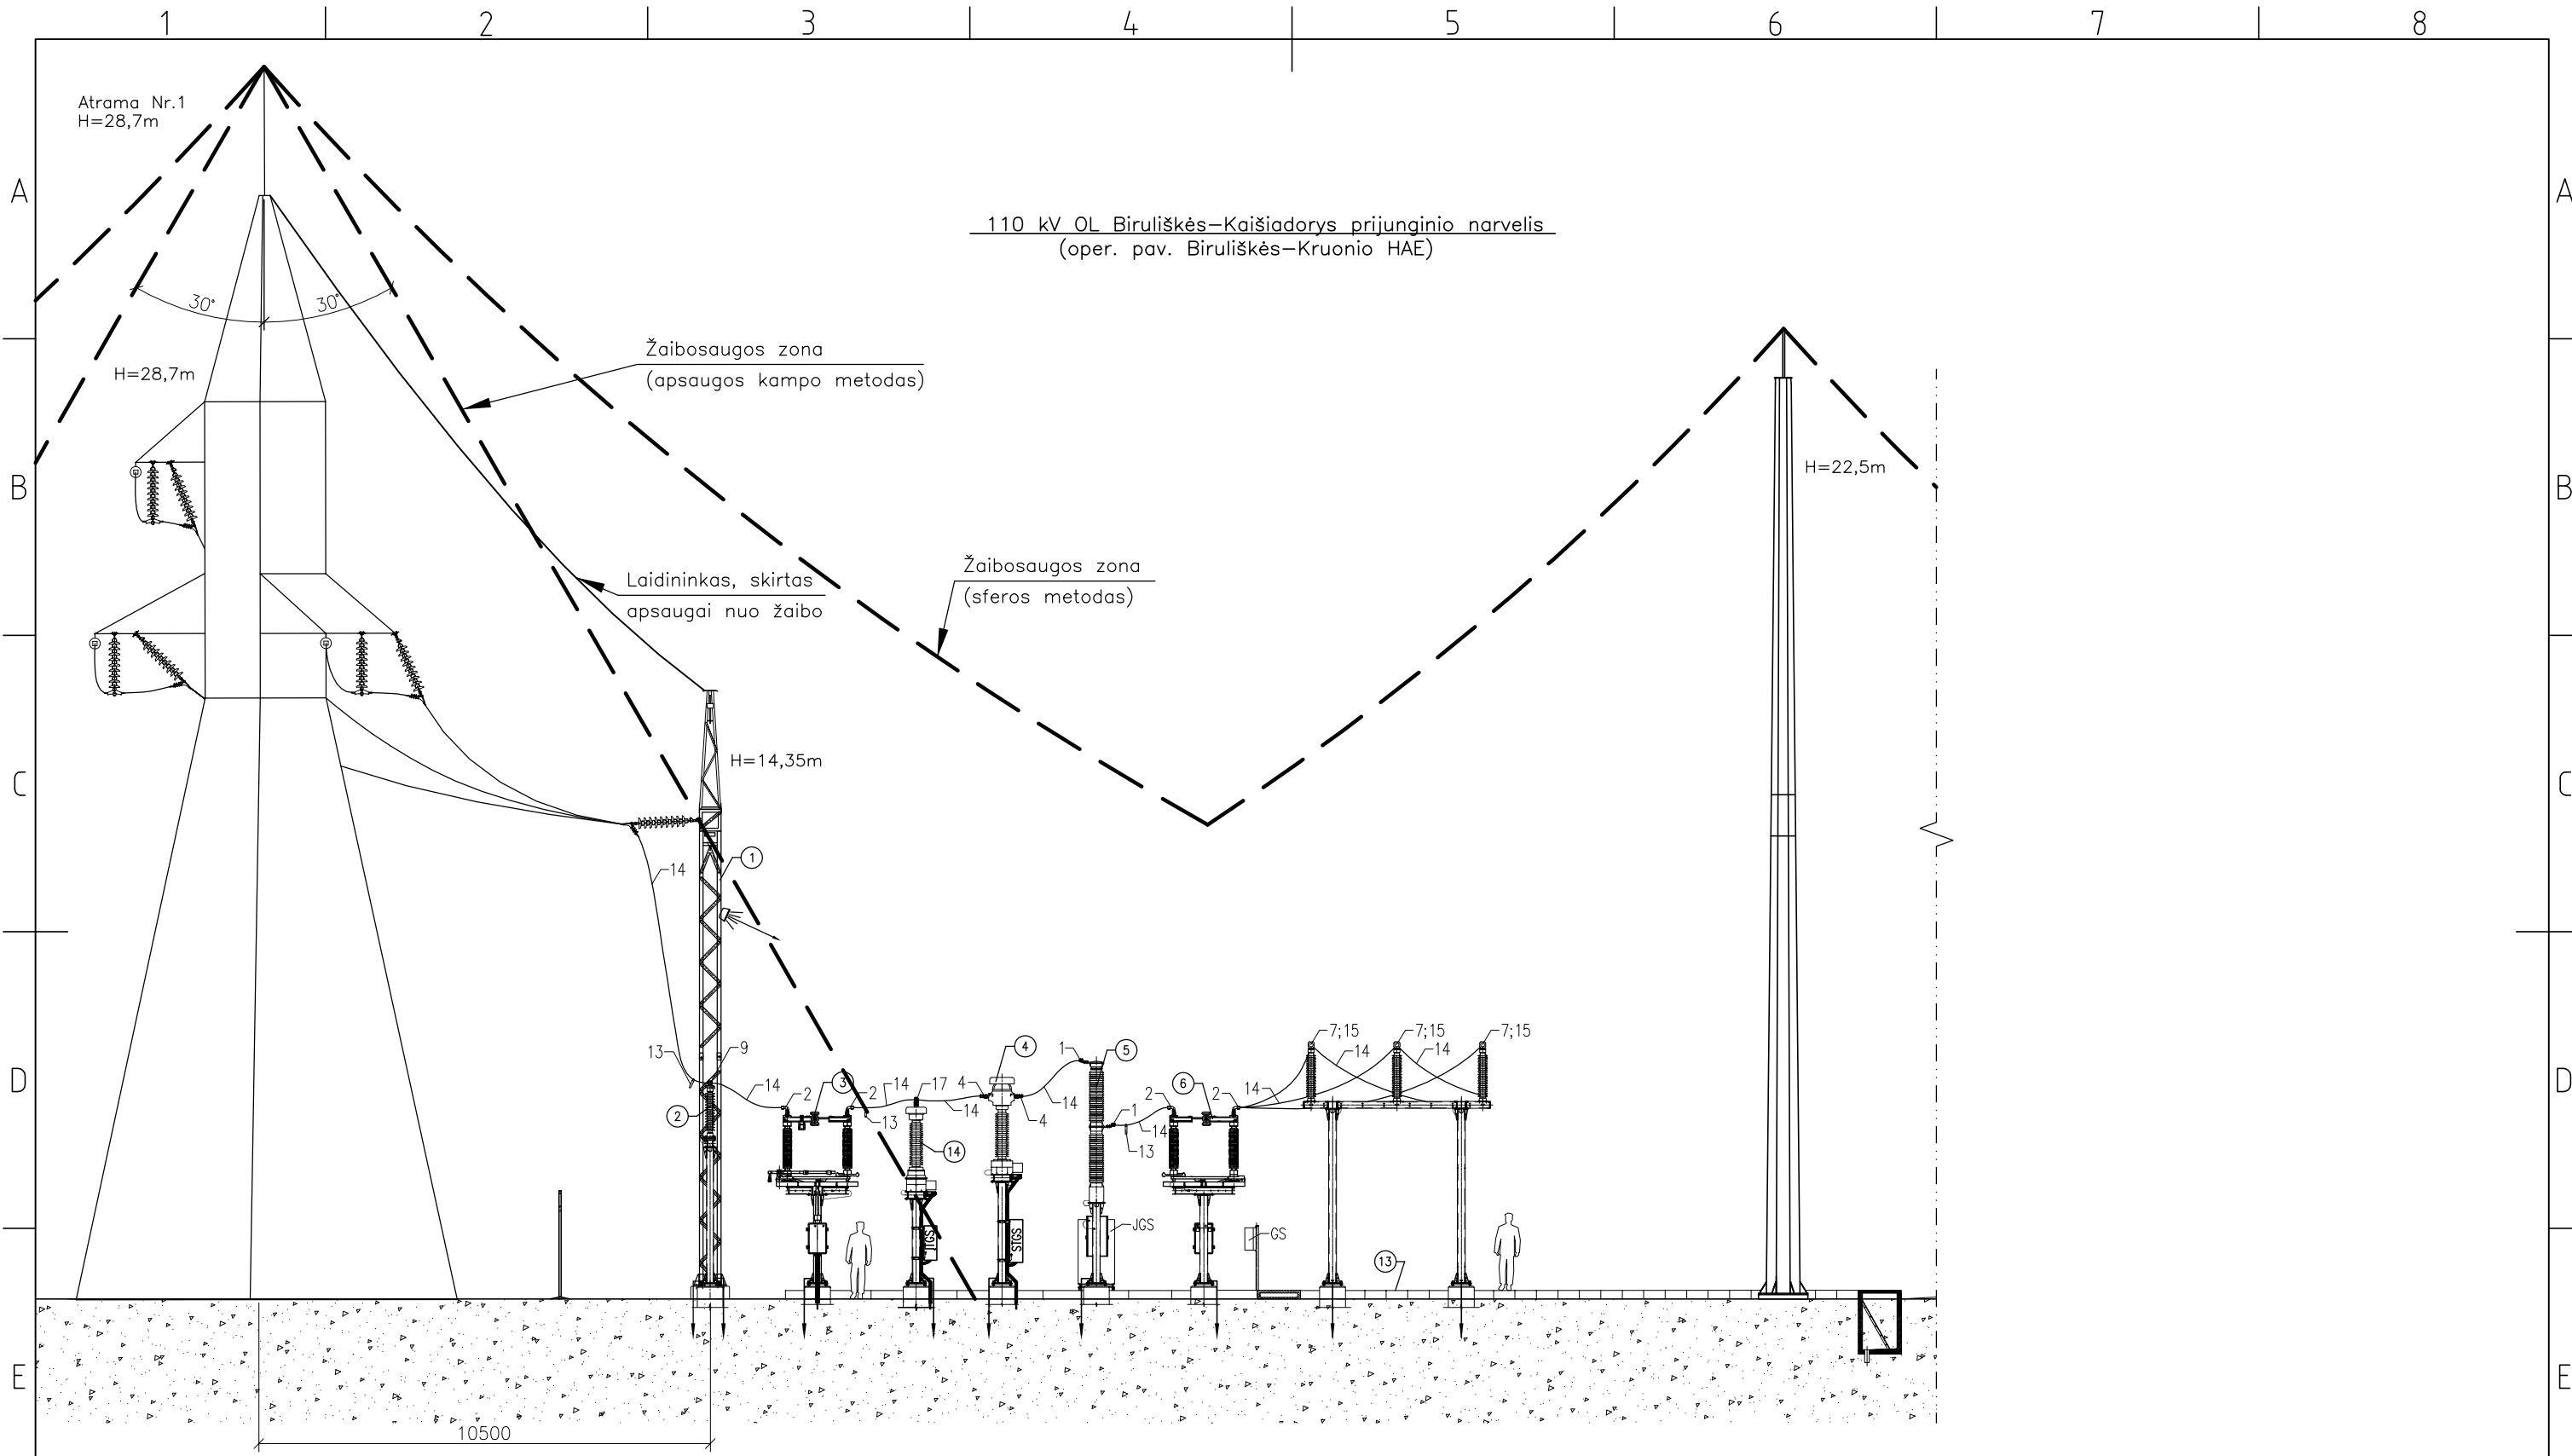 1 2 3 4 5 6 7 8
Atrama Nr.1
H=28,7m
A A
110 kV OL Biruliškės–Kaišiadorys prijunginio narvelis
(oper. pav. Biruliškės–Kruonio HAE)
30° 30°
Žaibosaugos zona
(apsaugos kampo metodas)
H=28,7m
B B
H=22,5m
Žaibosaugos zona
(sferos metodas)
Laidininkas, skirtas
apsaugai nuo žaibo
H=14,35m
C C
1
14
7;15 7;15 7;15
13 9 1 4 5 14 14
D D
14 2 3 2 14 17 4 14 2 6 2 14
2 13 14 4 1 14 13
14
JGS
ĮTGS STGS GS
13
E E
10500